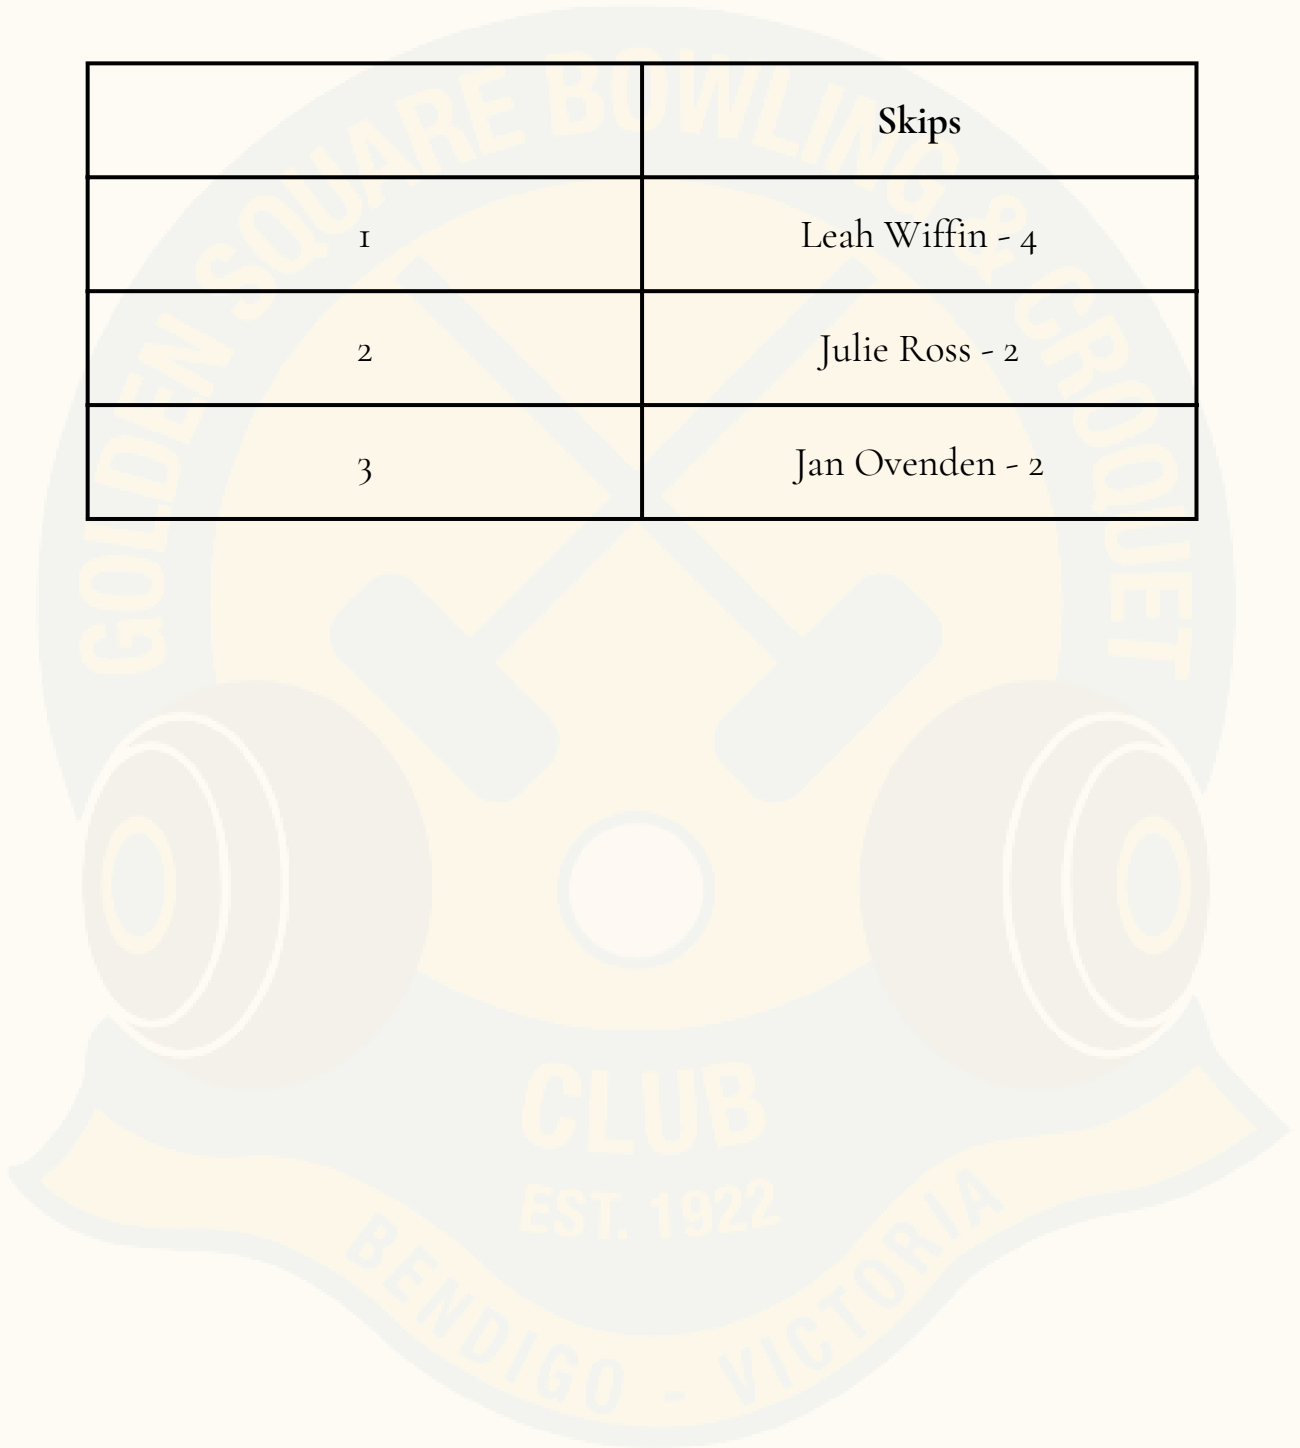 Skips
1 Leah Wiffin - 4
2 Julie Ross - 2
3 Jan Ovenden - 2
GOLDEN SQUARE BOWLING & CROQUET
CLUB
EST. 1922
BENDIGO - VICTORIA